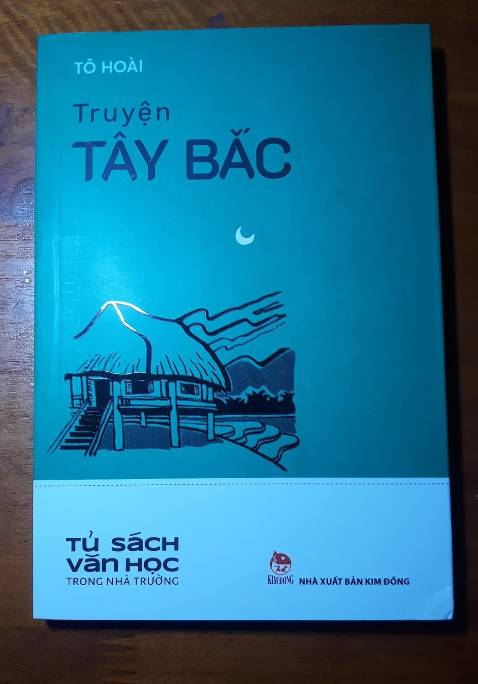 TÔ HOÀI
Truyện
TÂY BẮC
TỦ SÁCH
VĂN HỌC
TRONG NHÀ TRƯỜNG
KIM ĐỒNG
NHÀ XUẤT BẢN KIM ĐỒNG